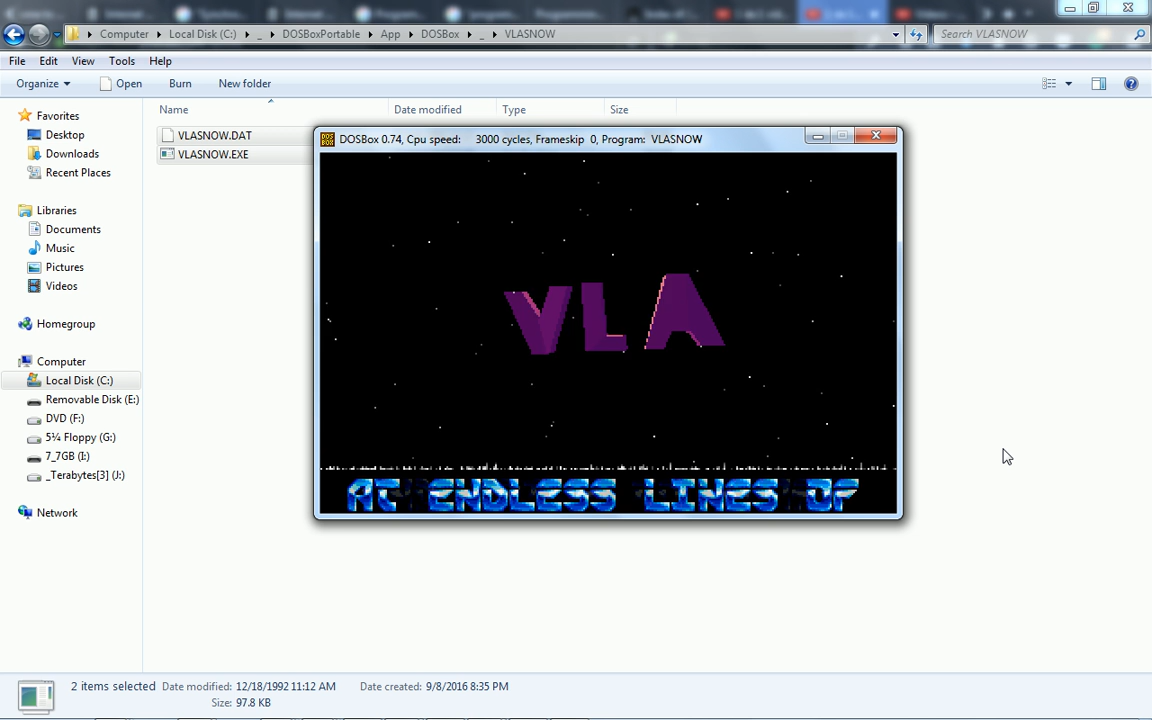 Computer ▸ Local Disk (C:) ▸ _ ▸ DOSBoxPortable ▸ App ▸ DOSBox ▸ _ ▸ VLASNOW
Search VLASNOW
File Edit View Tools Help
Organize Open Burn New folder
Name Date modified Type Size
Favorites
Desktop
Downloads
Recent Places
Libraries
Documents
Music
Pictures
Videos
Homegroup
Computer
Local Disk (C:)
Removable Disk (E:)
DVD (F:)
5¼ Floppy (G:)
7_7GB (I:)
_Terabytes[3] (J:)
Network
VLASNOW.DAT
VLASNOW.EXE
DOSBox 0.74, Cpu speed: 3000 cycles, Frameskip 0, Program: VLASNOW
VLA
AT ENDLESS LINES OF
2 items selected Date modified: 12/18/1992 11:12 AM Date created: 9/8/2016 8:35 PM
Size: 97.8 KB